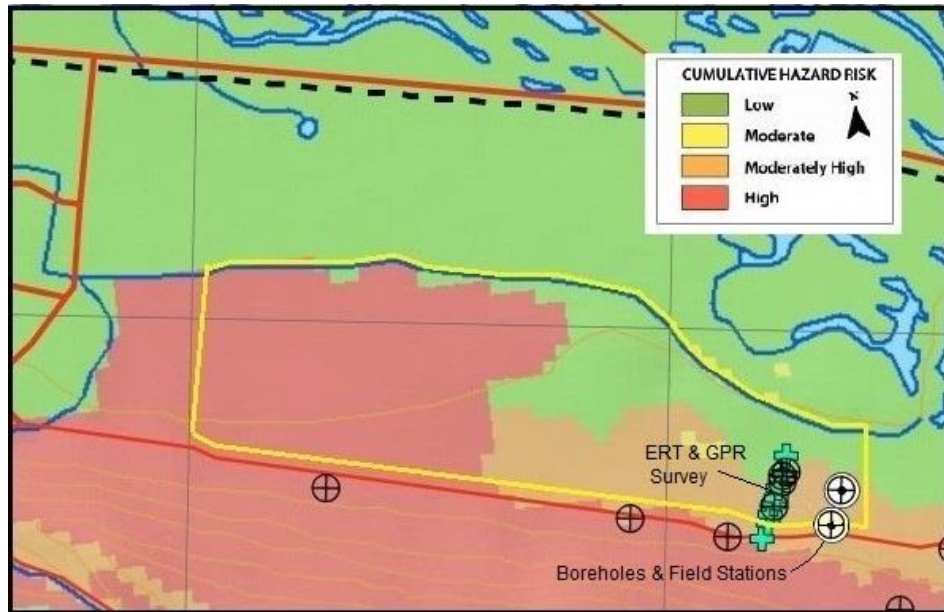 CUMULATIVE HAZARD RISK
N
Low
Moderate
Moderately High
High
ERT & GPR
Survey
Boreholes & Field Stations